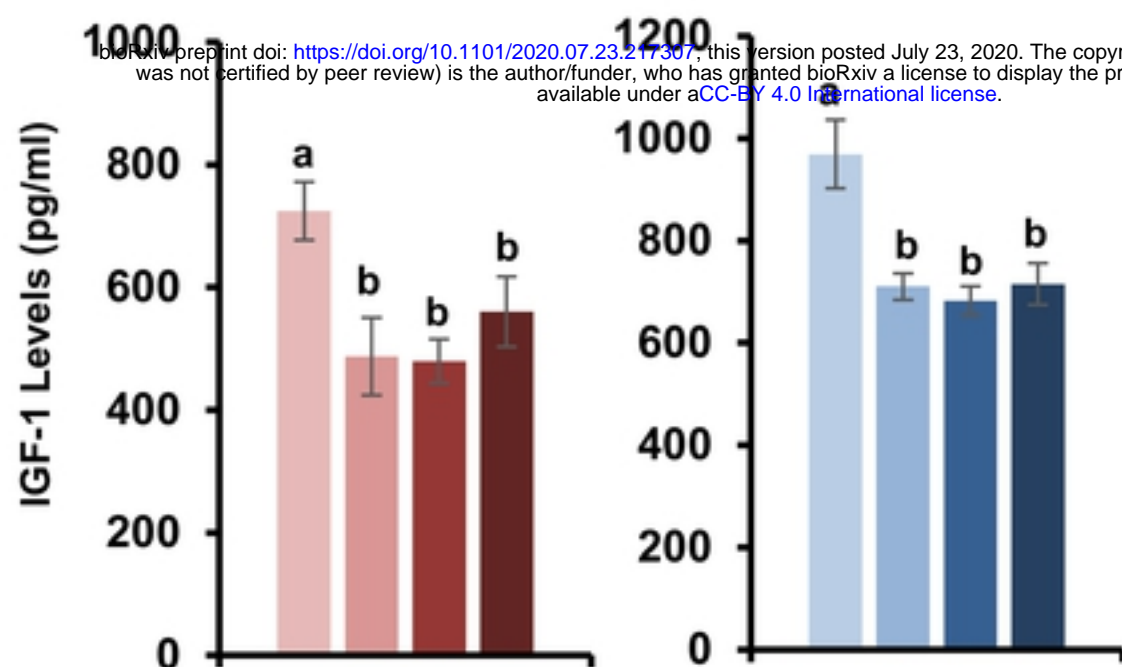 bioRxiv preprint doi: https://doi.org/10.1101/2020.07.23.217307; this version posted July 23, 2020. The copyr
was not certified by peer review) is the author/funder, who has granted bioRxiv a license to display the pr
available under aCC-BY 4.0 International license.
IGF-1 Levels (pg/ml)
1000
800
600
400
200
0
a
b
b
b
1200
1000
800
600
400
200
0
a
b
b
b